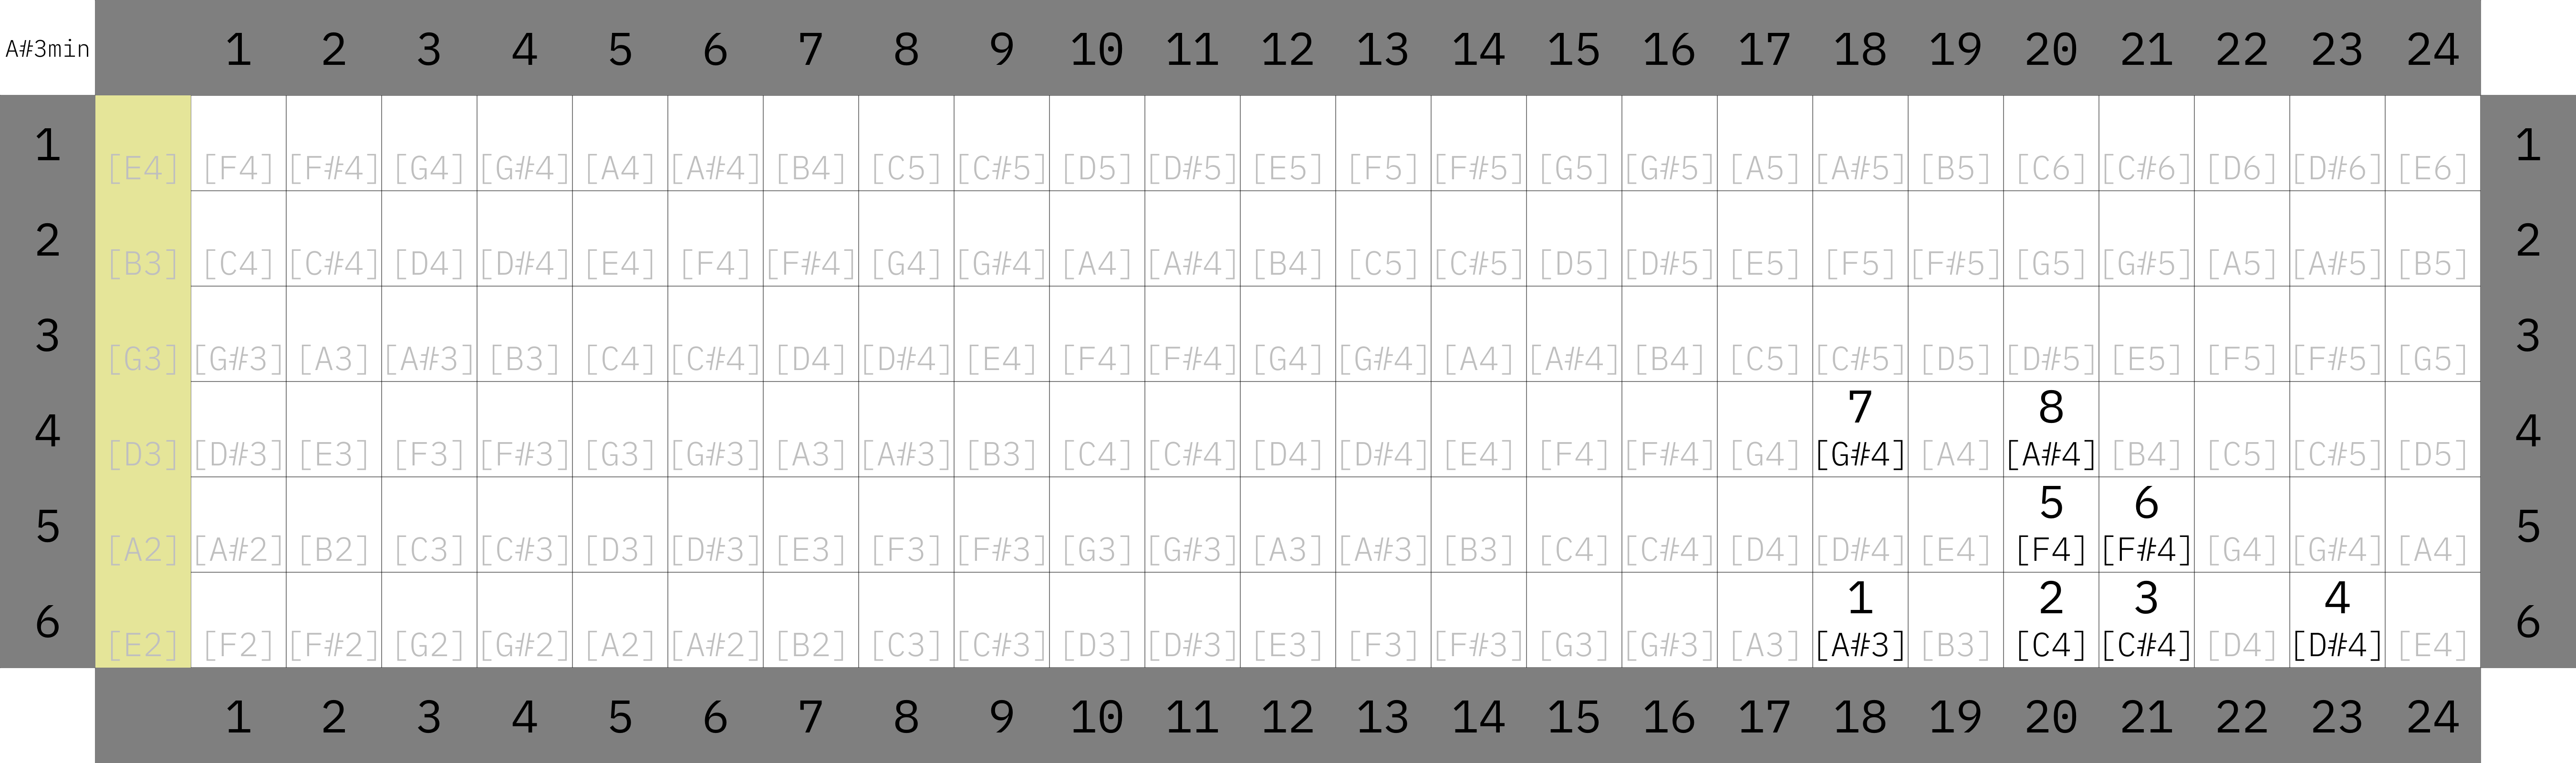 A#3min 1 2 3 4 5 6 7 8 9 10 11 12 13 14 15 16 17 18 19 20 21 22 23 24
1 [E4] [F4] [F#4] [G4] [G#4] [A4] [A#4] [B4] [C5] [C#5] [D5] [D#5] [E5] [F5] [F#5] [G5] [G#5] [A5] [A#5] [B5] [C6] [C#6] [D6] [D#6] [E6] 1
2 [B3] [C4] [C#4] [D4] [D#4] [E4] [F4] [F#4] [G4] [G#4] [A4] [A#4] [B4] [C5] [C#5] [D5] [D#5] [E5] [F5] [F#5] [G5] [G#5] [A5] [A#5] [B5] 2
3 [G3] [G#3] [A3] [A#3] [B3] [C4] [C#4] [D4] [D#4] [E4] [F4] [F#4] [G4] [G#4] [A4] [A#4] [B4] [C5] [C#5] [D5] [D#5] [E5] [F5] [F#5] [G5] 3
7 8
4 [D3] [D#3] [E3] [F3] [F#3] [G3] [G#3] [A3] [A#3] [B3] [C4] [C#4] [D4] [D#4] [E4] [F4] [F#4] [G4] [G#4] [A4] [A#4] [B4] [C5] [C#5] [D5] 4
5 6
5 [A2] [A#2] [B2] [C3] [C#3] [D3] [D#3] [E3] [F3] [F#3] [G3] [G#3] [A3] [A#3] [B3] [C4] [C#4] [D4] [D#4] [E4] [F4] [F#4] [G4] [G#4] [A4] 5
1 2 3 4
6 [E2] [F2] [F#2] [G2] [G#2] [A2] [A#2] [B2] [C3] [C#3] [D3] [D#3] [E3] [F3] [F#3] [G3] [G#3] [A3] [A#3] [B3] [C4] [C#4] [D4] [D#4] [E4] 6
1 2 3 4 5 6 7 8 9 10 11 12 13 14 15 16 17 18 19 20 21 22 23 24